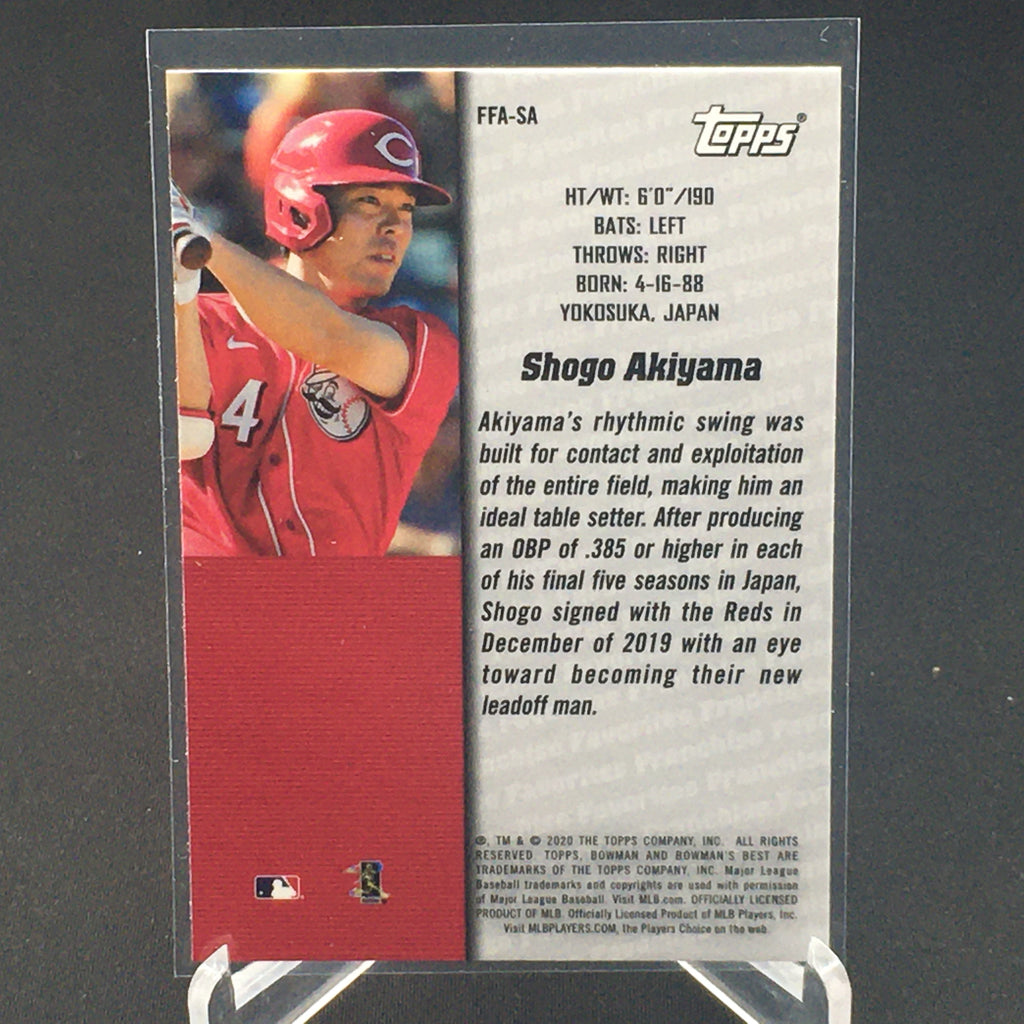 FFA-SA
Topps®
HT/WT: 6'0"/190
BATS: LEFT
THROWS: RIGHT
BORN: 4-16-88
YOKOSUKA, JAPAN
Shogo Akiyama
Akiyama's rhythmic swing was
built for contact and exploitation
of the entire field, making him an
ideal table setter. After producing
an OBP of .385 or higher in each
of his final five seasons in Japan,
Shogo signed with the Reds in
December of 2019 with an eye
toward becoming their new
leadoff man.
C
4
®, TM & © 2020 THE TOPPS COMPANY, INC. ALL RIGHTS
RESERVED. TOPPS, BOWMAN AND BOWMAN'S BEST ARE
TRADEMARKS OF THE TOPPS COMPANY, INC. Major League
Baseball trademarks and copyrights are used with permission
of Major League Baseball. Visit MLB.com. OFFICIALLY LICENSED
PRODUCT OF MLB. Officially Licensed Product of MLB Players, Inc.
Visit MLBPLAYERS.COM, the Players Choice on the web.